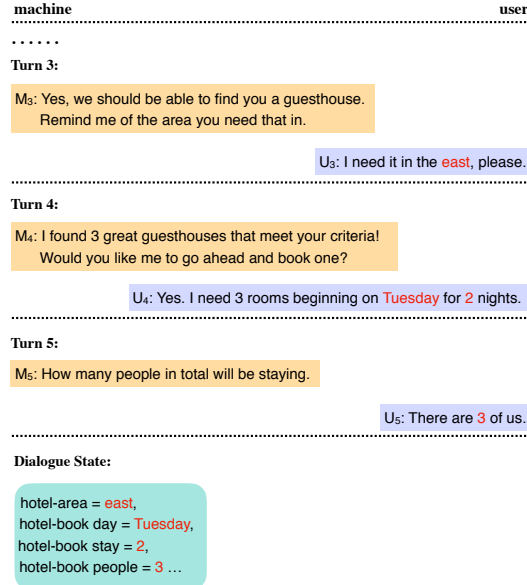 machine user
......
Turn 3:
M₃: Yes, we should be able to find you a guesthouse.
Remind me of the area you need that in.
U₃: I need it in the east, please.
Turn 4:
M₄: I found 3 great guesthouses that meet your criteria!
Would you like me to go ahead and book one?
U₄: Yes. I need 3 rooms beginning on Tuesday for 2 nights.
Turn 5:
M₅: How many people in total will be staying.
U₅: There are 3 of us.
Dialogue State:
hotel-area = east,
hotel-book day = Tuesday,
hotel-book stay = 2,
hotel-book people = 3 ...